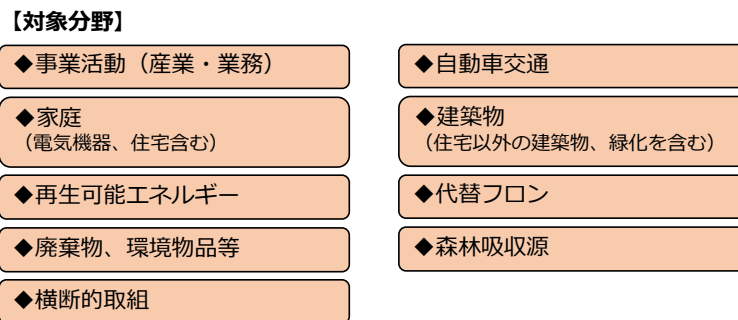 【対象分野】
◆事業活動（産業・業務）
◆自動車交通
◆家庭
（電気機器、住宅含む）
◆建築物
（住宅以外の建築物、緑化を含む）
◆再生可能エネルギー
◆代替フロン
◆廃棄物、環境物品等
◆森林吸収源
◆横断的取組